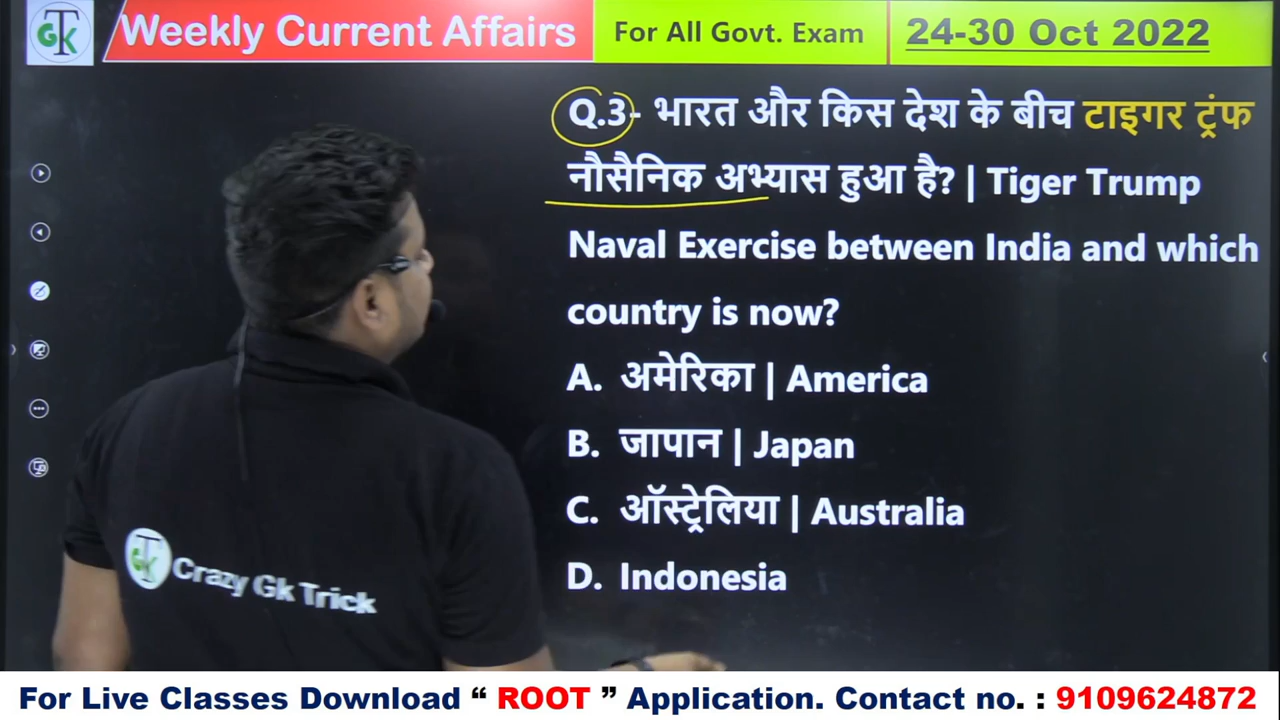 GTK
Weekly Current Affairs
For All Govt. Exam
24-30 Oct 2022
Q.3- भारत और किस देश के बीच टाइगर ट्रंफ
नौसैनिक अभ्यास हुआ है? | Tiger Trump
Naval Exercise between India and which
country is now?
A. अमेरिका | America
B. जापान | Japan
C. ऑस्ट्रेलिया | Australia
D. Indonesia
GTK Crazy Gk Trick
For Live Classes Download “ ROOT ” Application. Contact no. : 9109624872